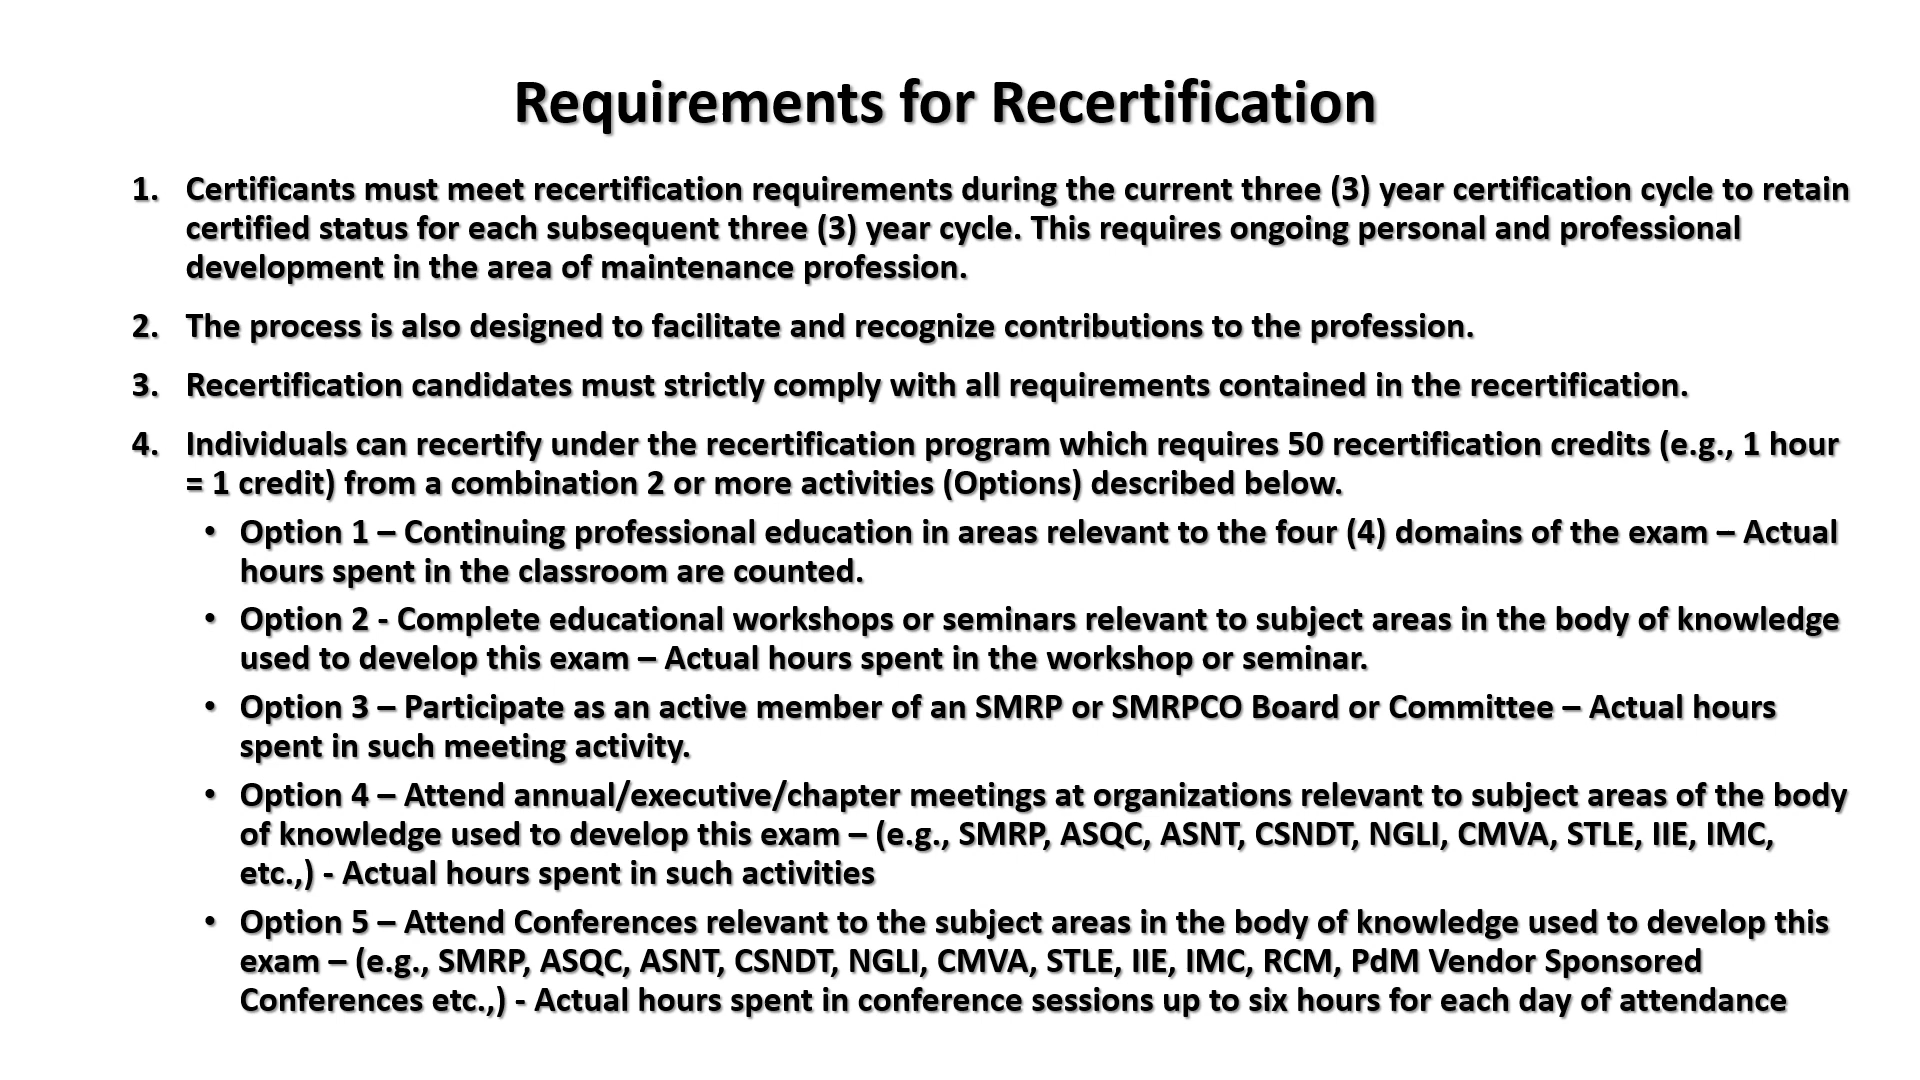 Requirements for Recertification
1. Certificants must meet recertification requirements during the current three (3) year certification cycle to retain
certified status for each subsequent three (3) year cycle. This requires ongoing personal and professional
development in the area of maintenance profession.
2. The process is also designed to facilitate and recognize contributions to the profession.
3. Recertification candidates must strictly comply with all requirements contained in the recertification.
4. Individuals can recertify under the recertification program which requires 50 recertification credits (e.g., 1 hour
= 1 credit) from a combination 2 or more activities (Options) described below.
• Option 1 – Continuing professional education in areas relevant to the four (4) domains of the exam – Actual
hours spent in the classroom are counted.
• Option 2 - Complete educational workshops or seminars relevant to subject areas in the body of knowledge
used to develop this exam – Actual hours spent in the workshop or seminar.
• Option 3 – Participate as an active member of an SMRP or SMRPCO Board or Committee – Actual hours
spent in such meeting activity.
• Option 4 – Attend annual/executive/chapter meetings at organizations relevant to subject areas of the body
of knowledge used to develop this exam – (e.g., SMRP, ASQC, ASNT, CSNDT, NGLI, CMVA, STLE, IIE, IMC,
etc.,) - Actual hours spent in such activities
• Option 5 – Attend Conferences relevant to the subject areas in the body of knowledge used to develop this
exam – (e.g., SMRP, ASQC, ASNT, CSNDT, NGLI, CMVA, STLE, IIE, IMC, RCM, PdM Vendor Sponsored
Conferences etc.,) - Actual hours spent in conference sessions up to six hours for each day of attendance